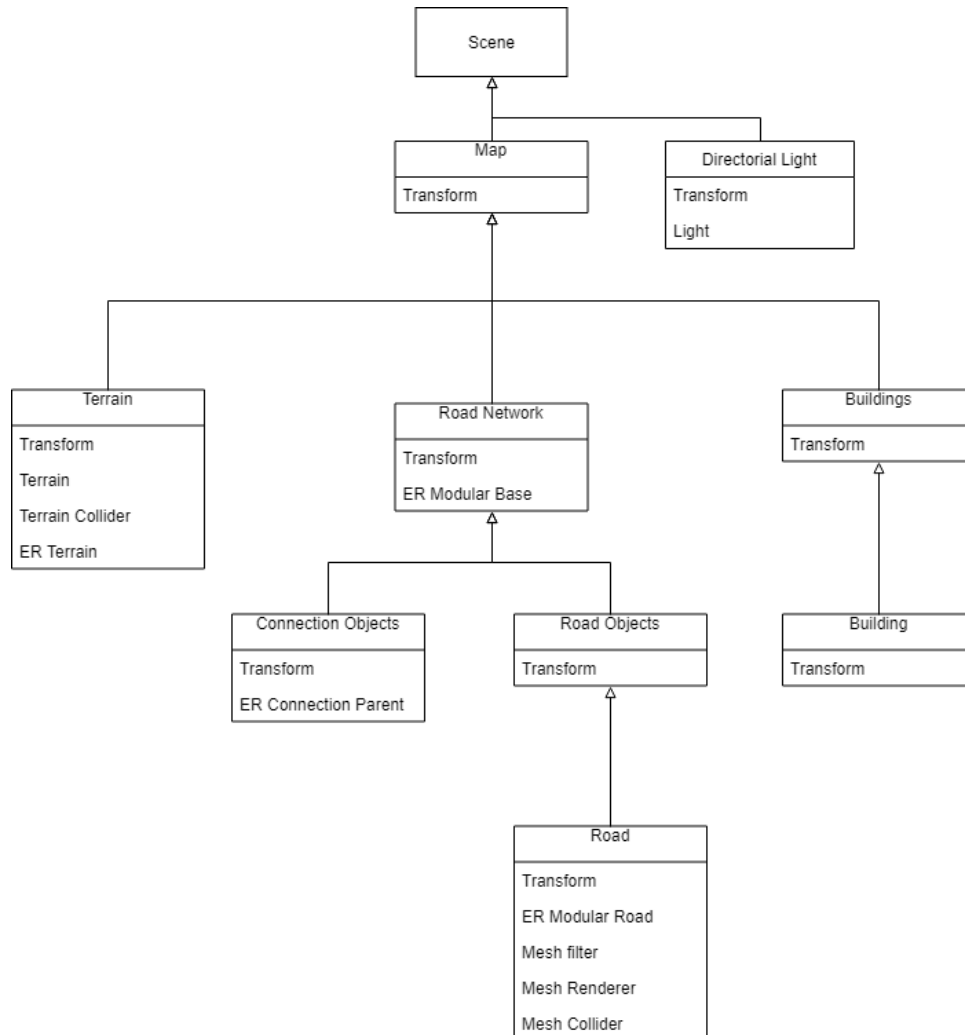 Scene
Map
Transform
Directorial Light
Transform
Light
Terrain
Transform
Terrain
Terrain Collider
ER Terrain
Road Network
Transform
ER Modular Base
Buildings
Transform
Connection Objects
Transform
ER Connection Parent
Road Objects
Transform
Building
Transform
Road
Transform
ER Modular Road
Mesh filter
Mesh Renderer
Mesh Collider